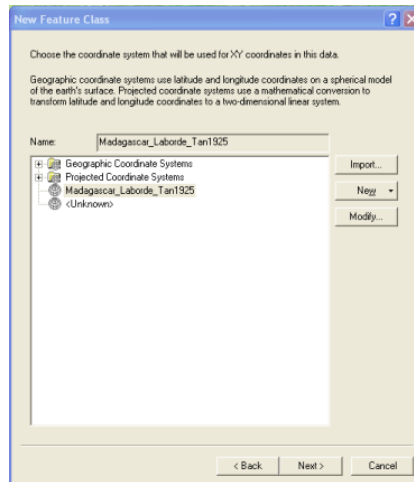 New Feature Class
Choose the coordinate system that will be used for XY coordinates in this data.
Geographic coordinate systems use latitude and longitude coordinates on a spherical model
of the earth's surface. Projected coordinate systems use a mathematical conversion to
transform latitude and longitude coordinates to a two-dimensional linear system.
Name: Madagascar_Laborde_Tan1925
Geographic Coordinate Systems
Projected Coordinate Systems
Madagascar_Laborde_Tan1925
<Unknown>
Import...
New
Modify...
< Back
Next >
Cancel